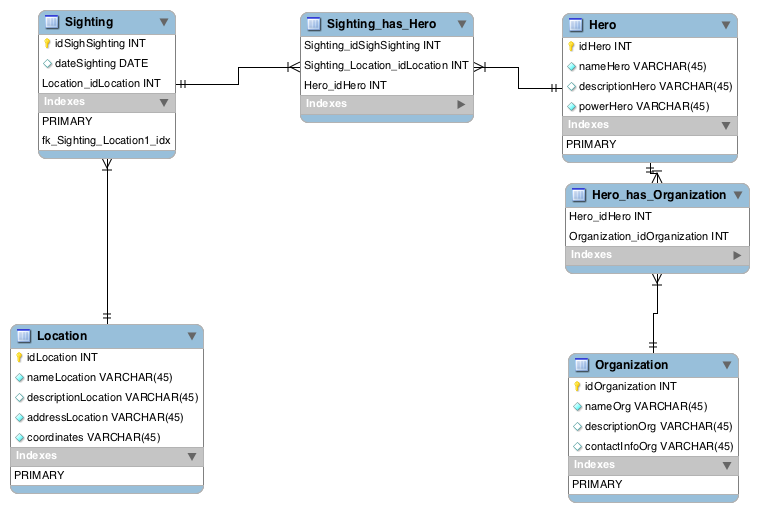 Sighting
idSighSighting INT
dateSighting DATE
Location_idLocation INT
Indexes
PRIMARY
fk_Sighting_Location1_idx
Sighting_has_Hero
Sighting_idSighSighting INT
Sighting_Location_idLocation INT
Hero_idHero INT
Indexes
Hero
idHero INT
nameHero VARCHAR(45)
descriptionHero VARCHAR(45)
powerHero VARCHAR(45)
Indexes
PRIMARY
Hero_has_Organization
Hero_idHero INT
Organization_idOrganization INT
Indexes
Location
idLocation INT
nameLocation VARCHAR(45)
descriptionLocation VARCHAR(45)
addressLocation VARCHAR(45)
coordinates VARCHAR(45)
Indexes
PRIMARY
Organization
idOrganization INT
nameOrg VARCHAR(45)
descriptionOrg VARCHAR(45)
contactInfoOrg VARCHAR(45)
Indexes
PRIMARY